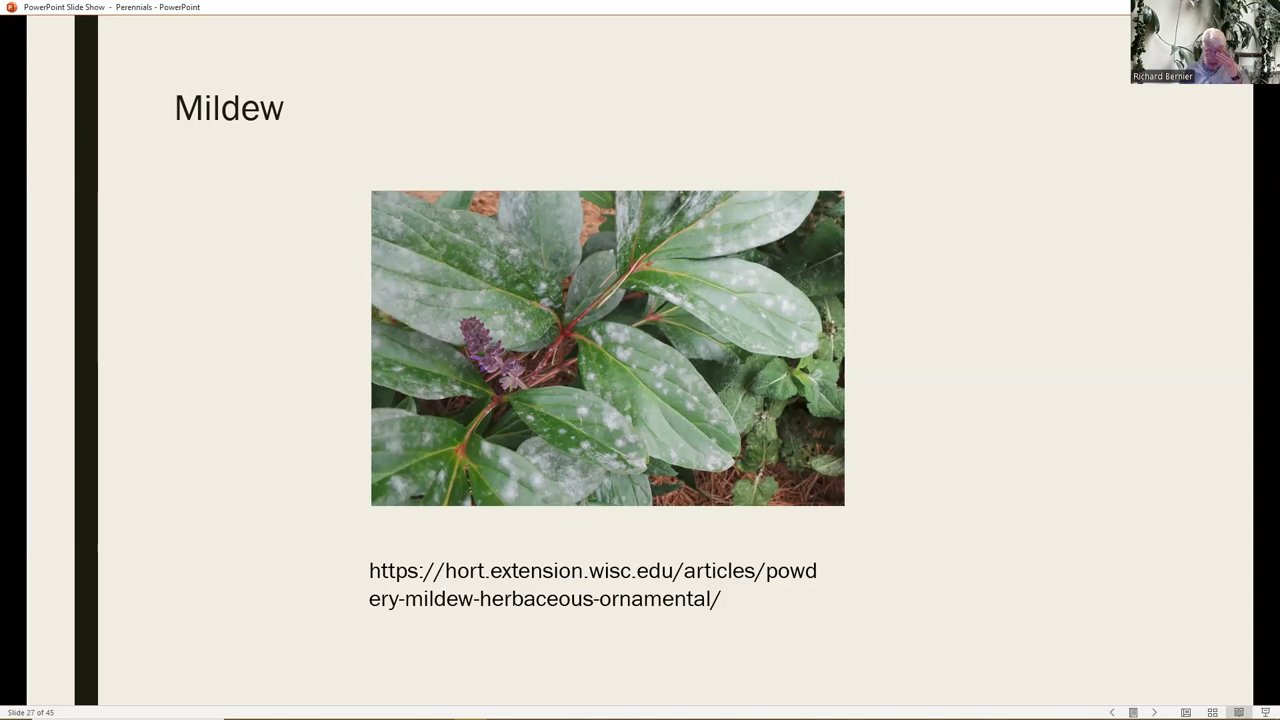 PowerPoint Slide Show - Perennials - PowerPoint
Richard Bernier
Mildew
https://hort.extension.wisc.edu/articles/powd
ery-mildew-herbaceous-ornamental/
Slide 27 of 45